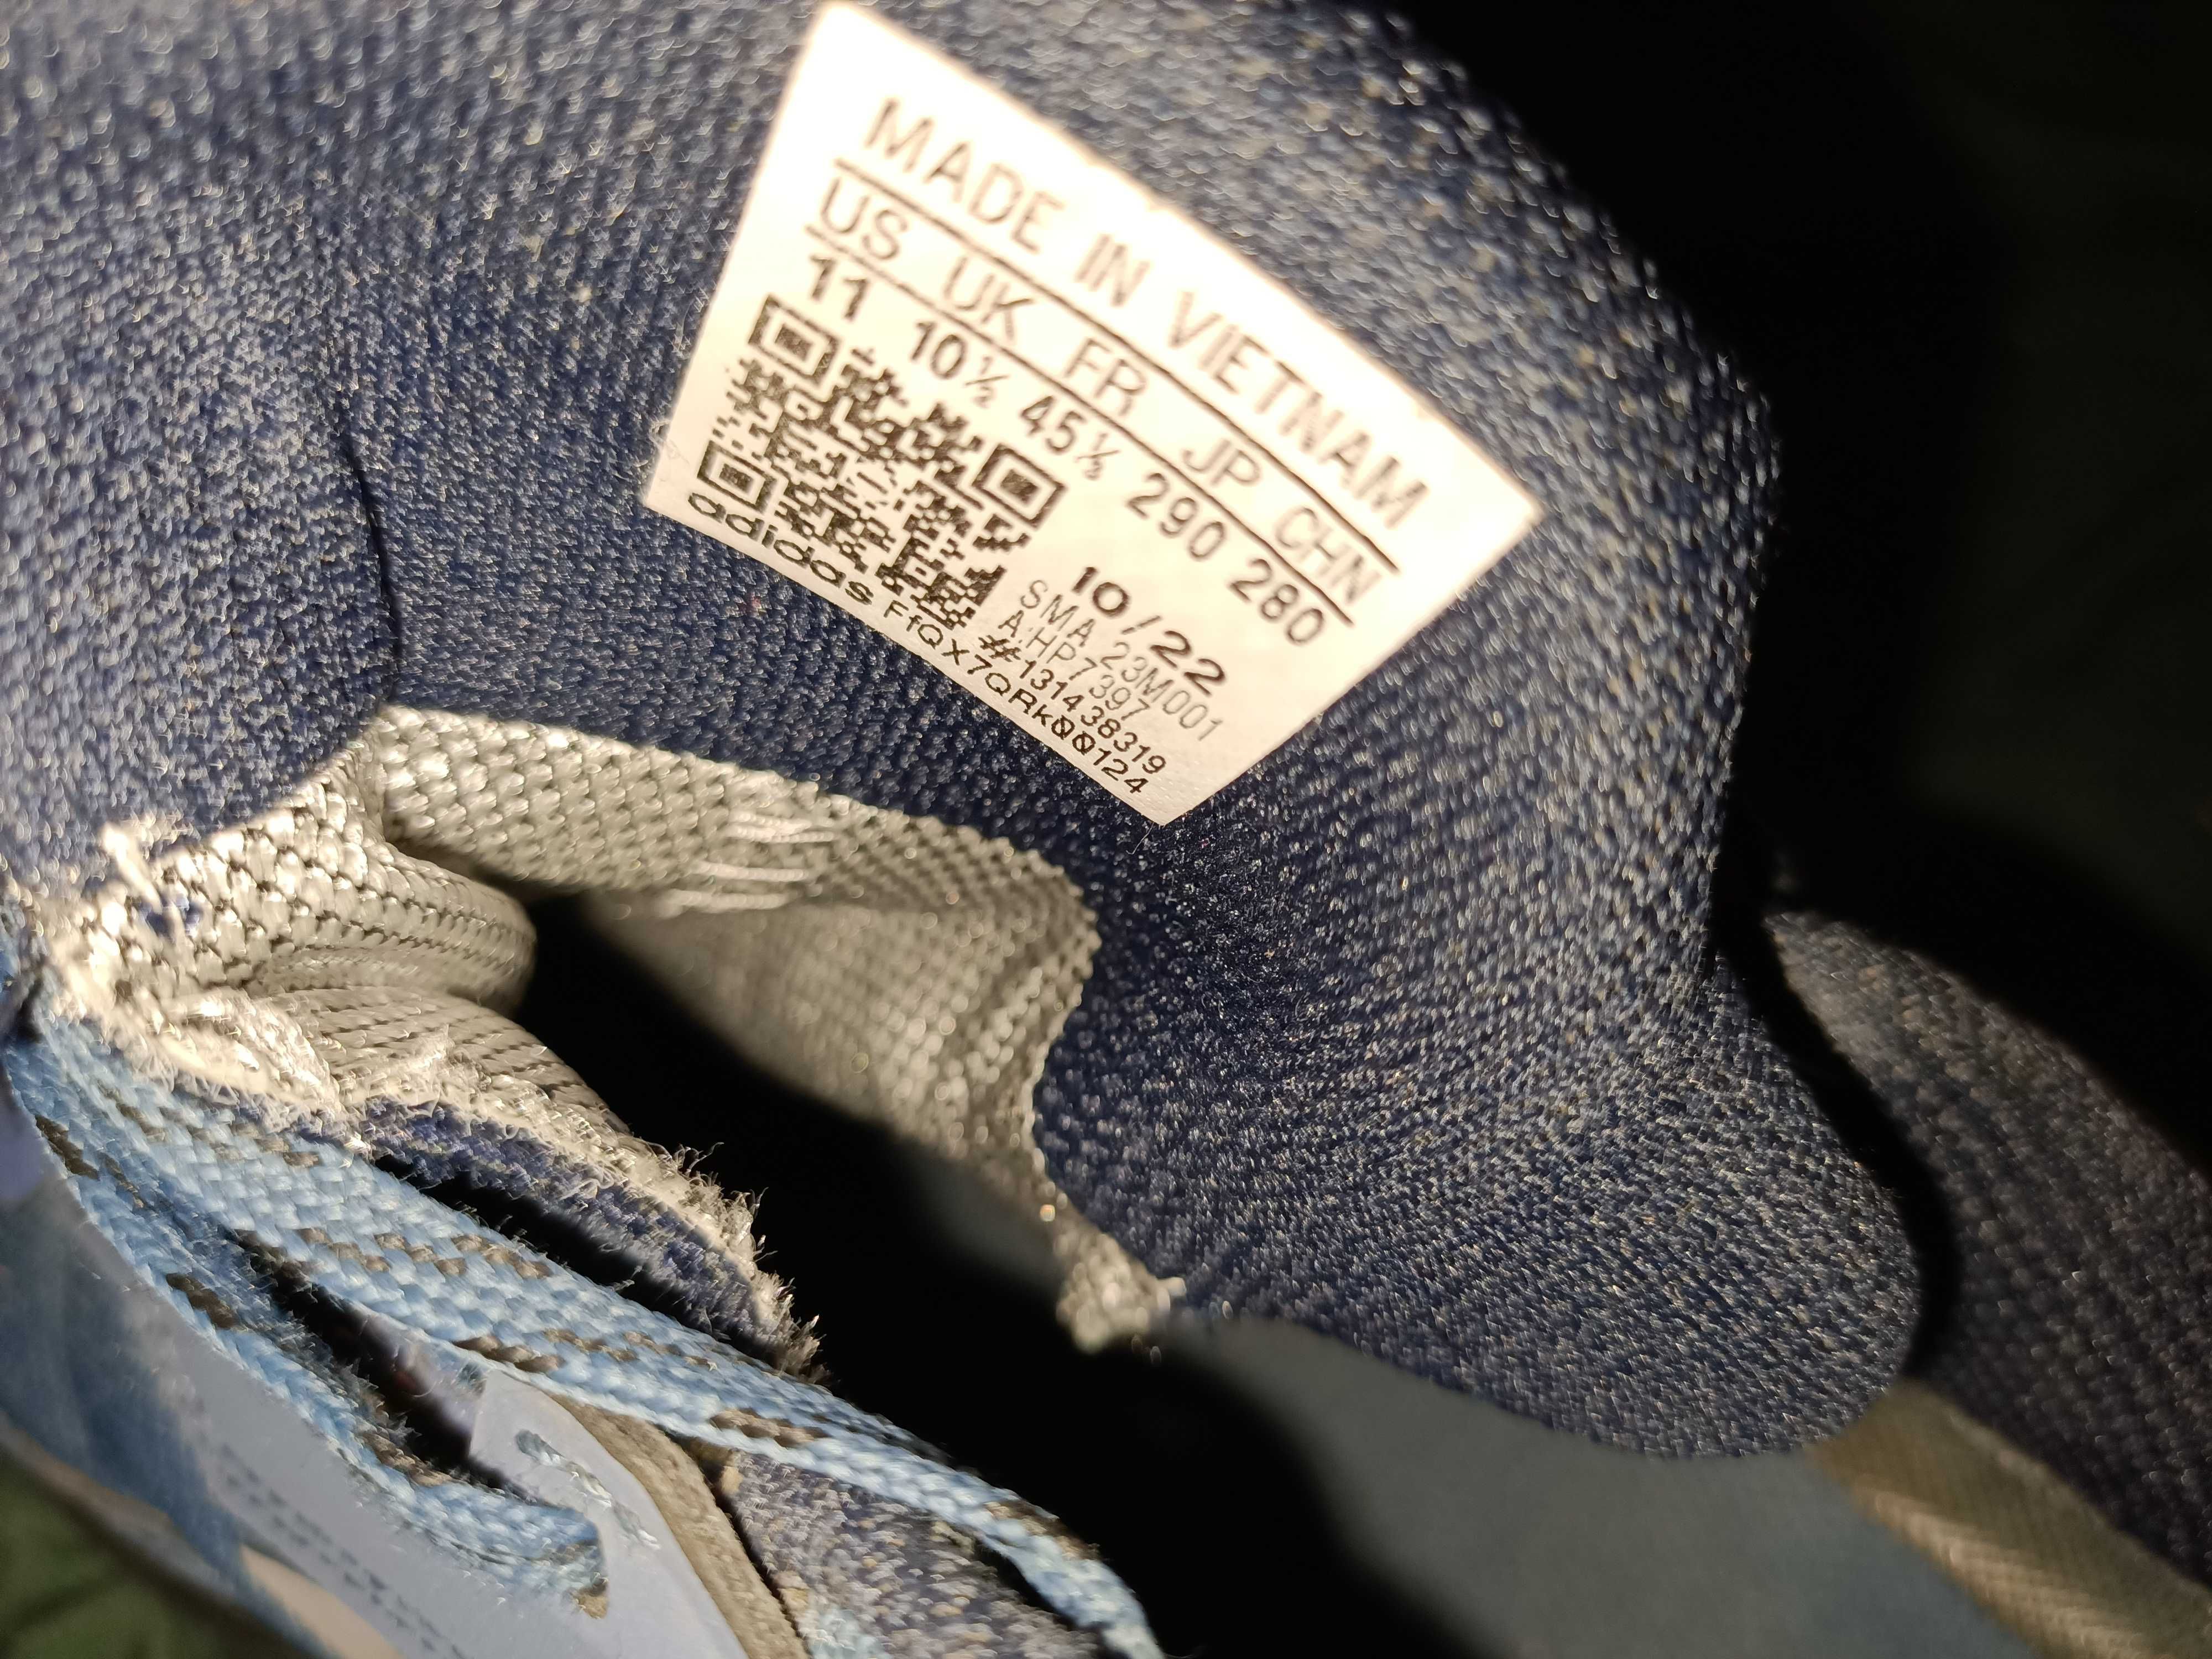 MADE IN VIETNAM
US UK FR JP CHN
11 10½ 45⅓ 290 280
10/22
SMA 23M001
A:HP7397
#131438319
adidas FfQX7QRkQQ124